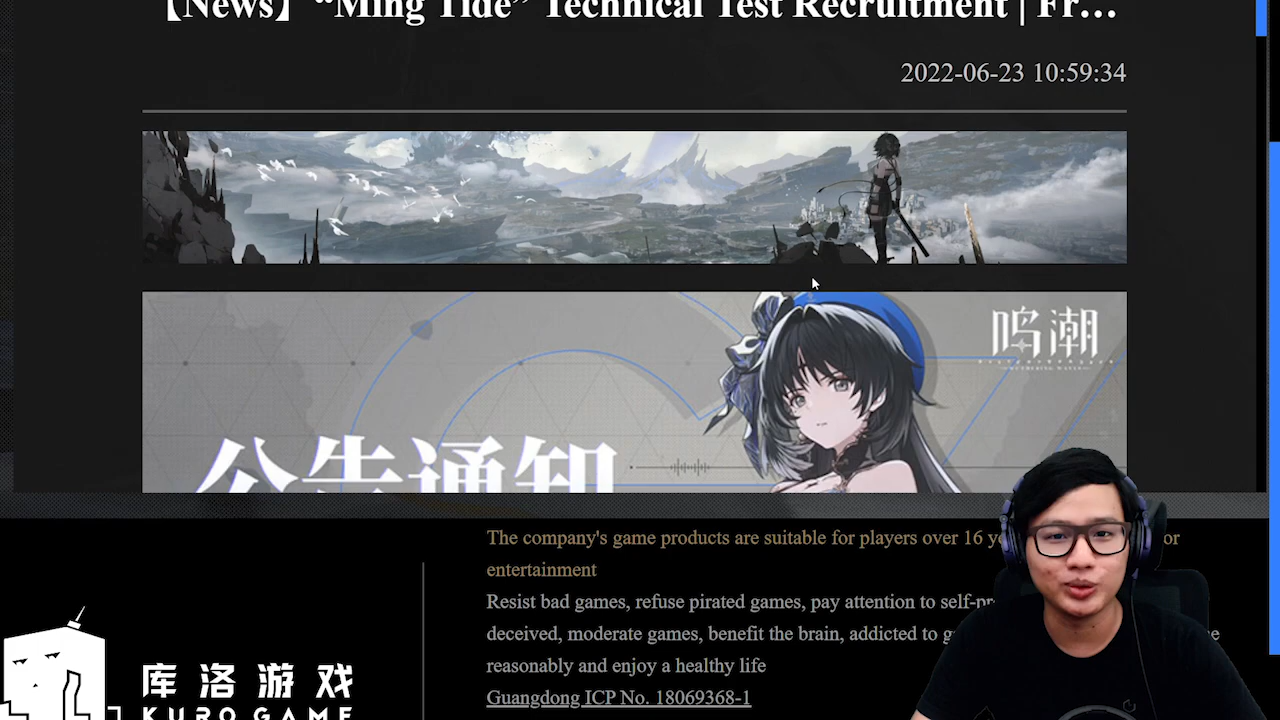 【News】 “Ming Tide” Technical Test Recruitment | Fr...
2022-06-23 10:59:34
鸣潮
WUTHERING WAVES
公告通知
The company's game products are suitable for players over 16 or
entertainment
Resist bad games, refuse pirated games, pay attention to
deceived, moderate games, benefit the brain, addicted to
reasonably and enjoy a healthy life
Guangdong ICP No. 18069368-1
库洛游戏
KURO GAME